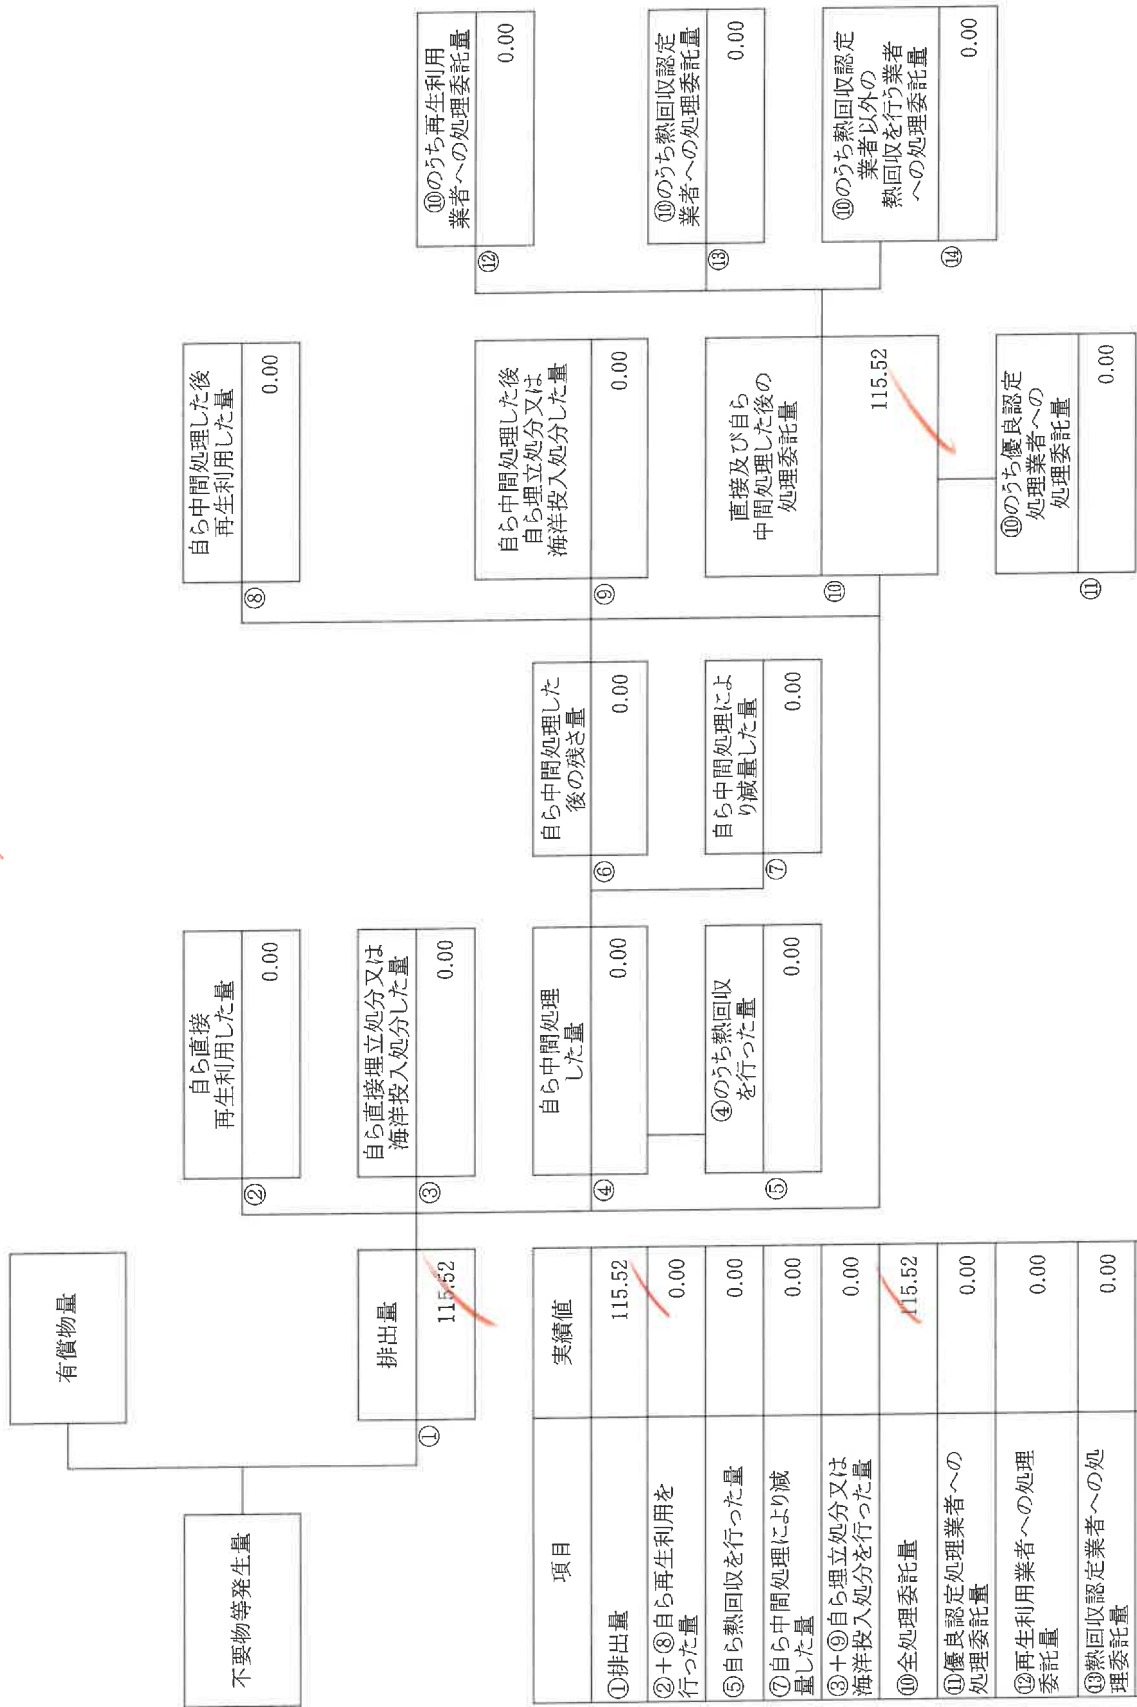 不要物等発生量
有償物量
排出量
①
115.52
自ら直接
再生利用した量
②
0.00
自ら直接埋立処分又は
海洋投入処分した量
③
0.00
自ら中間処理
した量
④
0.00
④のうち熱回収
を行った量
⑤
0.00
自ら中間処理した
後の残さ量
⑥
0.00
自ら中間処理によ
り減量した量
⑦
0.00
自ら中間処理した後
再生利用した量
⑧
0.00
自ら中間処理した後
自ら埋立処分又は
海洋投入処分した量
⑨
0.00
直接及び自ら
中間処理した後の
処理委託量
⑩
115.52
⑩のうち優良認定
処理業者への
処理委託量
⑪
0.00
⑩のうち再生利用
業者への処理委託量
⑫
0.00
⑩のうち熱回収認定
業者への処理委託量
⑬
0.00
⑩のうち熱回収認定
業者以外の
熱回収を行う業者
への処理委託量
⑭
0.00
項目 実績値
①排出量 115.52
②+⑧自ら再生利用を
行った量 0.00
⑤自ら熱回収を行った量 0.00
⑦自ら中間処理により減
量した量 0.00
③+⑨自ら埋立処分又は
海洋投入処分を行った量 0.00
⑩全処理委託量 115.52
⑪優良認定処理業者への
処理委託量 0.00
⑫再生利用業者への処理
委託量 0.00
⑬熱回収認定業者への処
理委託量 0.00